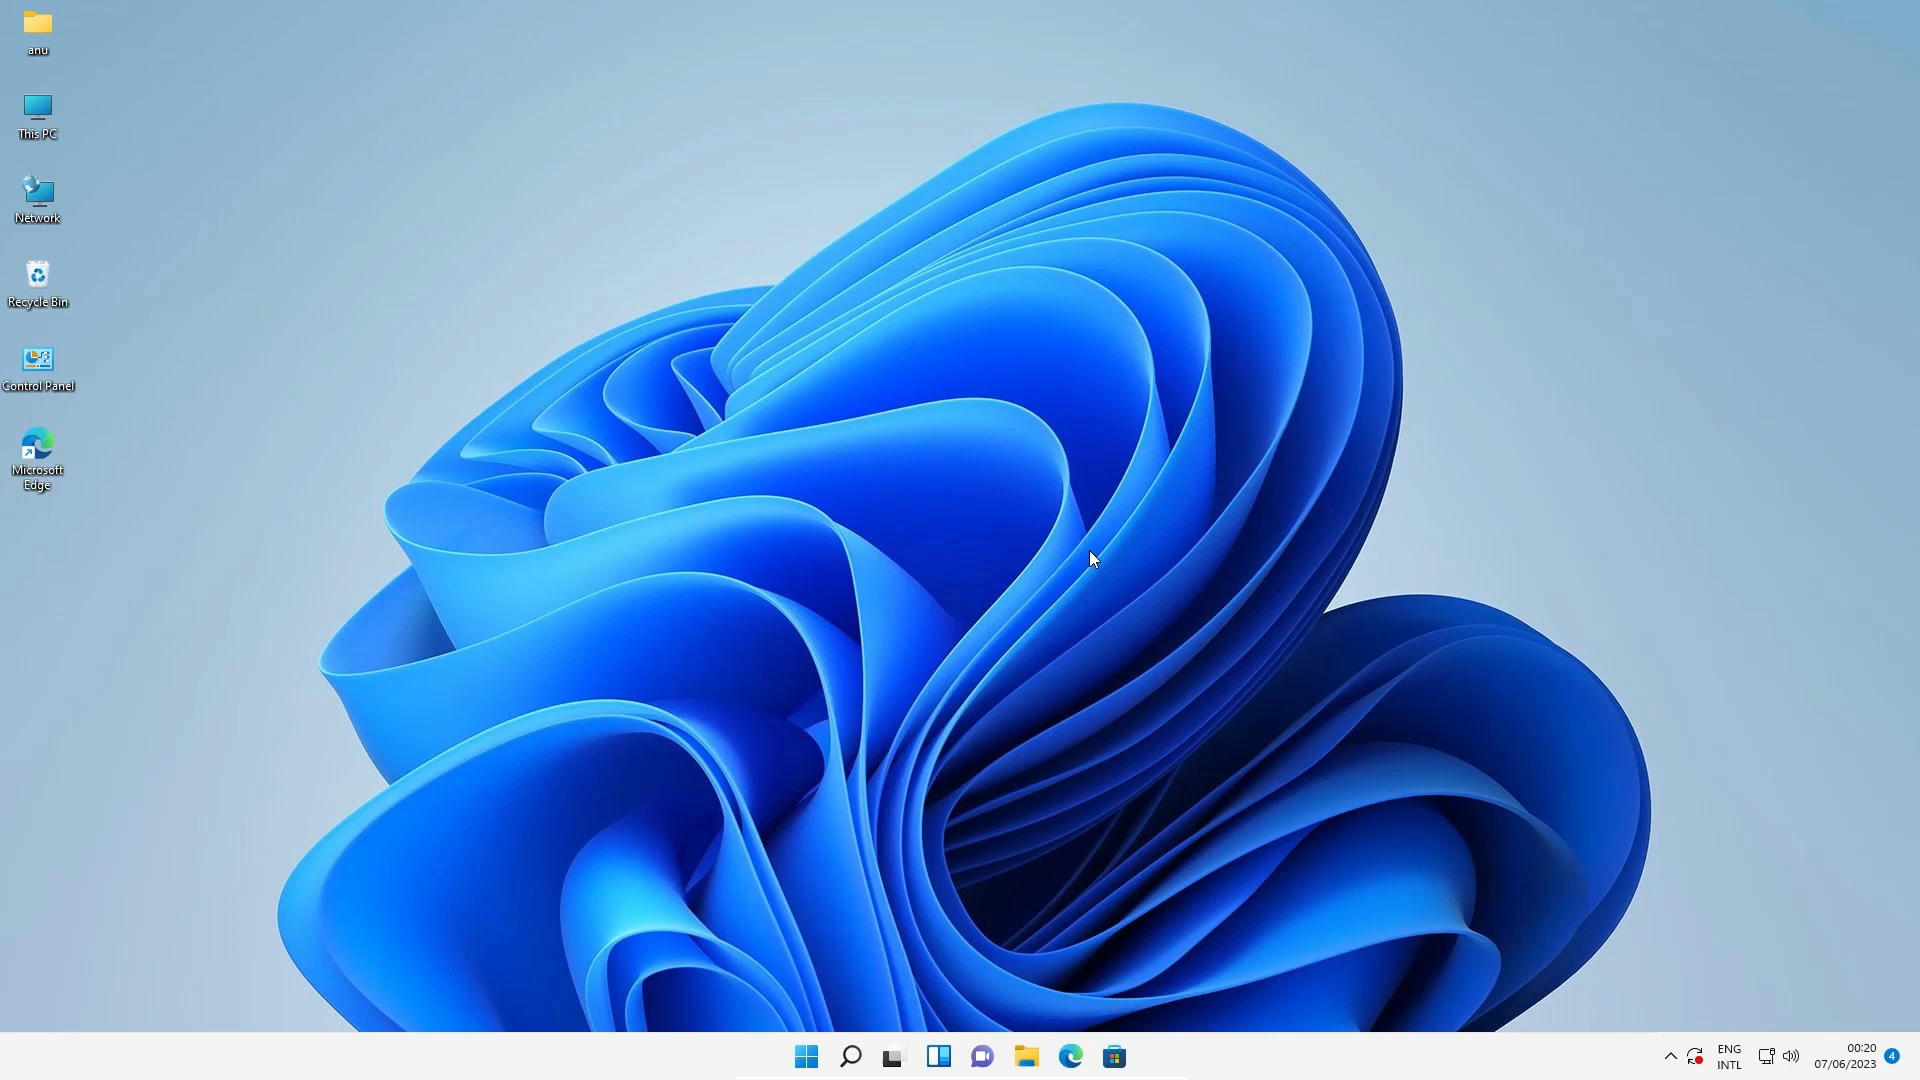 anu
This PC
Network
Recycle Bin
Control Panel
Microsoft
Edge
ENG
INTL
00:20
07/06/2023
4